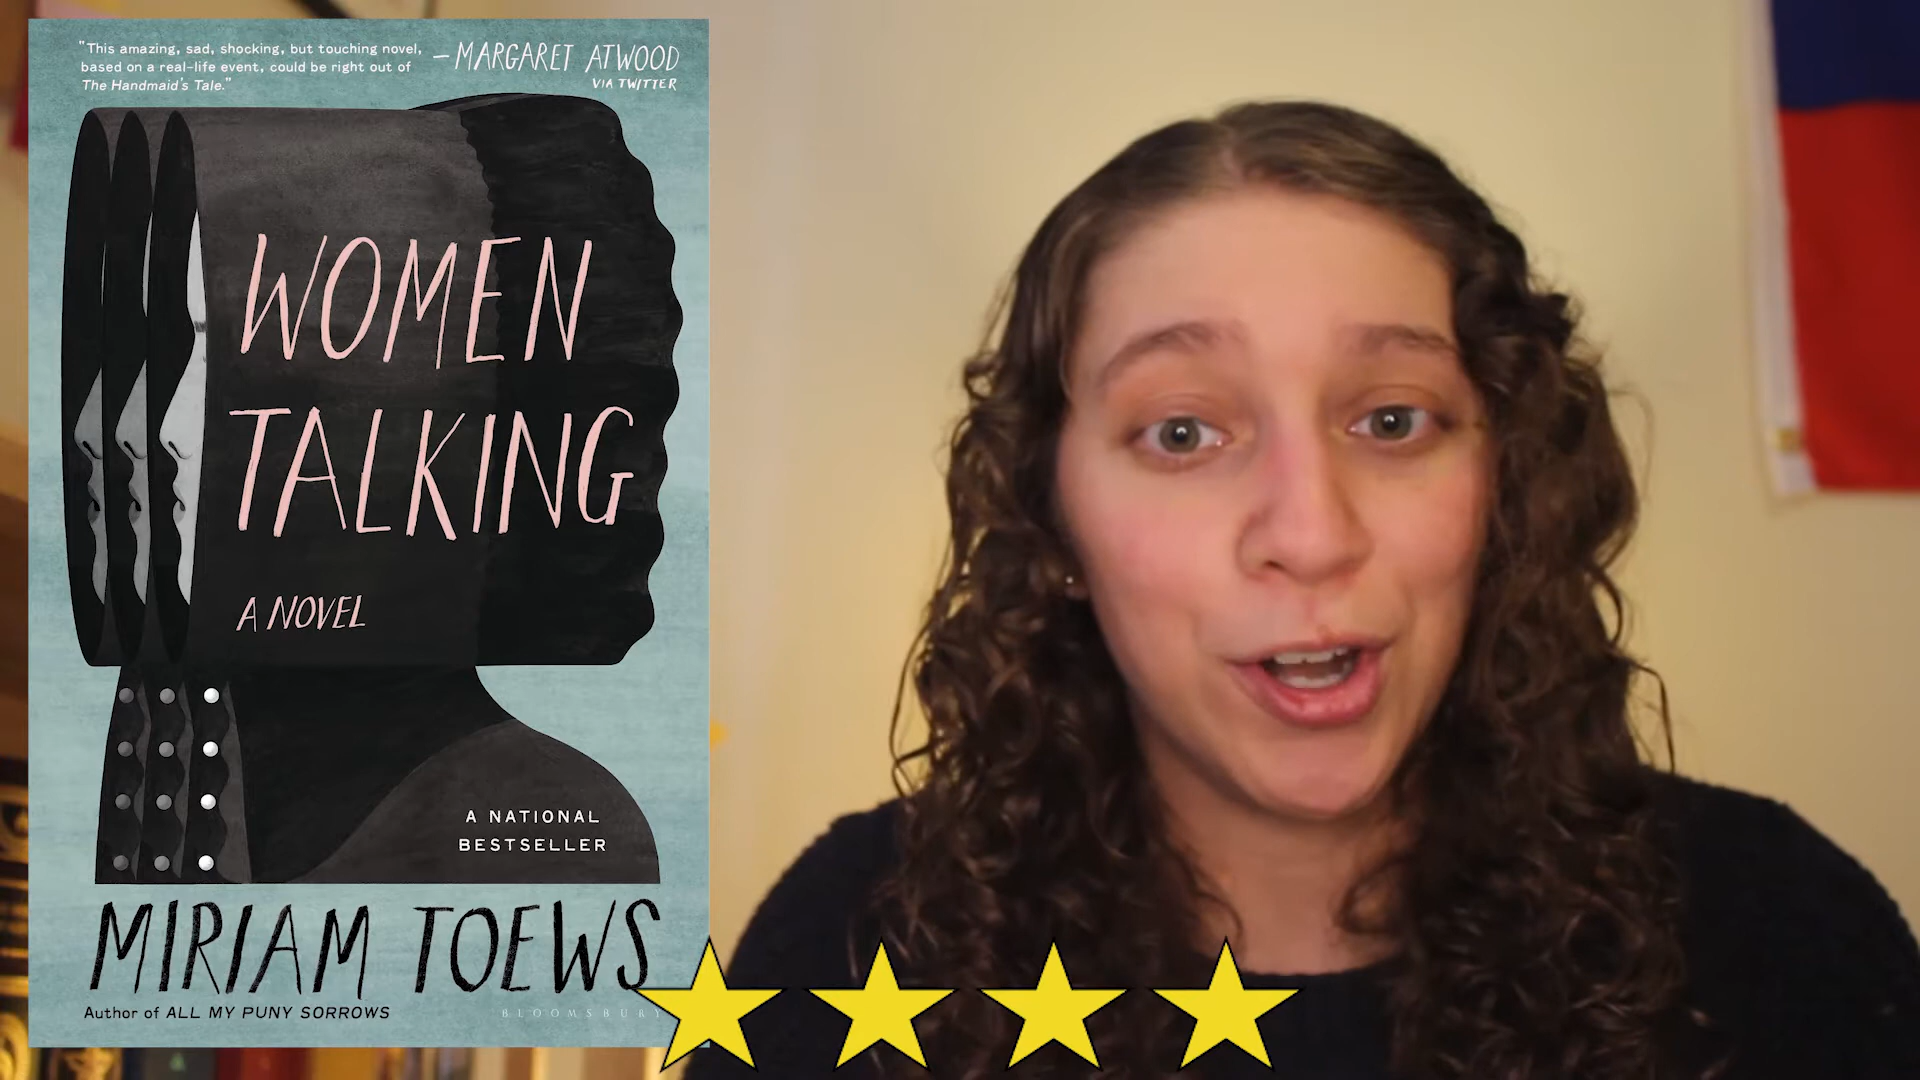 "This amazing, sad, shocking, but touching novel,
based on a real-life event, could be right out of
The Handmaid's Tale."
—MARGARET ATWOOD
VIA TWITTER
WOMEN
TALKING
A NOVEL
A NATIONAL
BESTSELLER
MIRIAM TOEWS
Author of ALL MY PUNY SORROWS
BLOOMSBURY